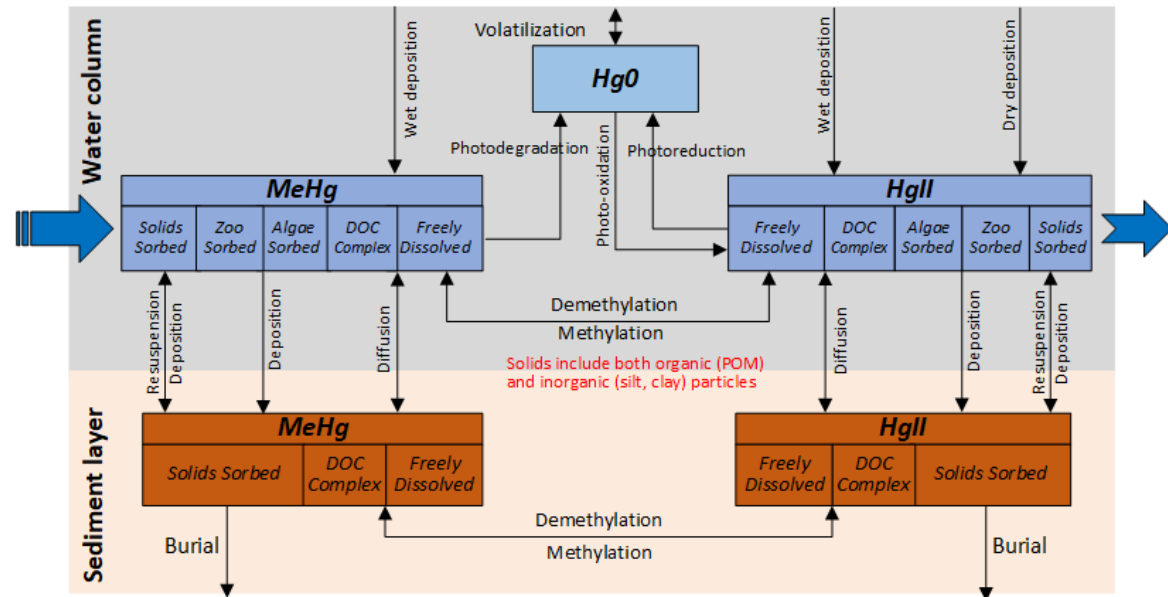 Water column
Volatilization
Hg0
Wet deposition
Wet deposition
Dry deposition
Photodegradation
Photo-oxidation
Photoreduction
MeHg
Solids
Sorbed
Zoo
Sorbed
Algae
Sorbed
DOC
Complex
Freely
Dissolved
HgII
Freely
Dissolved
DOC
Complex
Algae
Sorbed
Zoo
Sorbed
Solids
Sorbed
Demethylation
Methylation
Resuspension
Deposition
Deposition
Diffusion
Diffusion
Deposition
Resuspension
Deposition
Solids include both organic (POM)
and inorganic (silt, clay) particles
Sediment layer
MeHg
Solids Sorbed
DOC
Complex
Freely
Dissolved
HgII
Freely
Dissolved
DOC
Complex
Solids Sorbed
Demethylation
Methylation
Burial
Burial